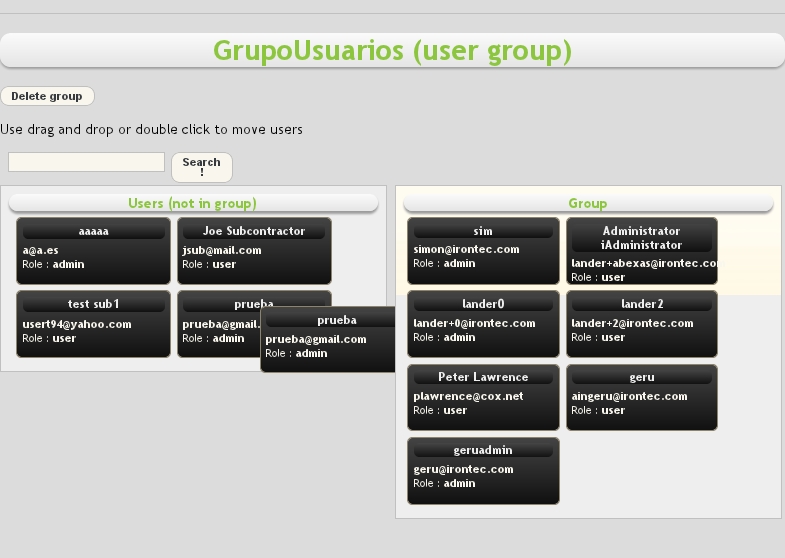 GrupoUsuarios (user group)
Delete group
Use drag and drop or double click to move users
Search
!
Users (not in group)
aaaaa
a@a.es
Role : admin
Joe Subcontractor
jsub@mail.com
Role : user
test sub1
usert94@yahoo.com
Role : user
prueba
prueba@gmail.
Role : admin
prueba
prueba@gmail.com
Role : admin
Group
sim
simon@irontec.com
Role : admin
Administrator
iAdministrator
lander+abexas@irontec.co
Role : user
lander0
lander+0@irontec.com
Role : admin
lander2
lander+2@irontec.com
Role : user
Peter Lawrence
plawrence@cox.net
Role : user
geru
aingeru@irontec.com
Role : user
geruadmin
geru@irontec.com
Role : admin